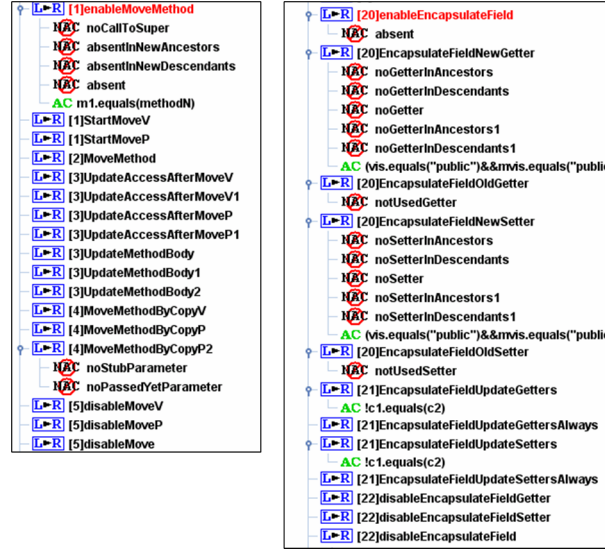 L▸R [1]enableMoveMethod
NAC noCallToSuper
NAC absentInNewAncestors
NAC absentInNewDescendants
NAC absent
AC m1.equals(methodN)
L▸R [1]StartMoveV
L▸R [1]StartMoveP
L▸R [2]MoveMethod
L▸R [3]UpdateAccessAfterMoveV
L▸R [3]UpdateAccessAfterMoveV1
L▸R [3]UpdateAccessAfterMoveP
L▸R [3]UpdateAccessAfterMoveP1
L▸R [3]UpdateMethodBody
L▸R [3]UpdateMethodBody1
L▸R [3]UpdateMethodBody2
L▸R [4]MoveMethodByCopyV
L▸R [4]MoveMethodByCopyP
L▸R [4]MoveMethodByCopyP2
NAC noStubParameter
NAC noPassedYetParameter
L▸R [5]disableMoveV
L▸R [5]disableMoveP
L▸R [5]disableMove
L▸R [20]enableEncapsulateField
NAC absent
L▸R [20]EncapsulateFieldNewGetter
NAC noGetterInAncestors
NAC noGetterInDescendants
NAC noGetter
NAC noGetterInAncestors1
NAC noGetterInDescendants1
AC (vis.equals("public")&&mvis.equals("public
L▸R [20]EncapsulateFieldOldGetter
NAC notUsedGetter
L▸R [20]EncapsulateFieldNewSetter
NAC noSetterInAncestors
NAC noSetterInDescendants
NAC noSetter
NAC noSetterInAncestors1
NAC noSetterInDescendants1
AC (vis.equals("public")&&mvis.equals("public
L▸R [20]EncapsulateFieldOldSetter
NAC notUsedSetter
L▸R [21]EncapsulateFieldUpdateGetters
AC !c1.equals(c2)
L▸R [21]EncapsulateFieldUpdateGettersAlways
L▸R [21]EncapsulateFieldUpdateSetters
AC !c1.equals(c2)
L▸R [21]EncapsulateFieldUpdateSettersAlways
L▸R [22]disableEncapsulateFieldGetter
L▸R [22]disableEncapsulateFieldSetter
L▸R [22]disableEncapsulateField